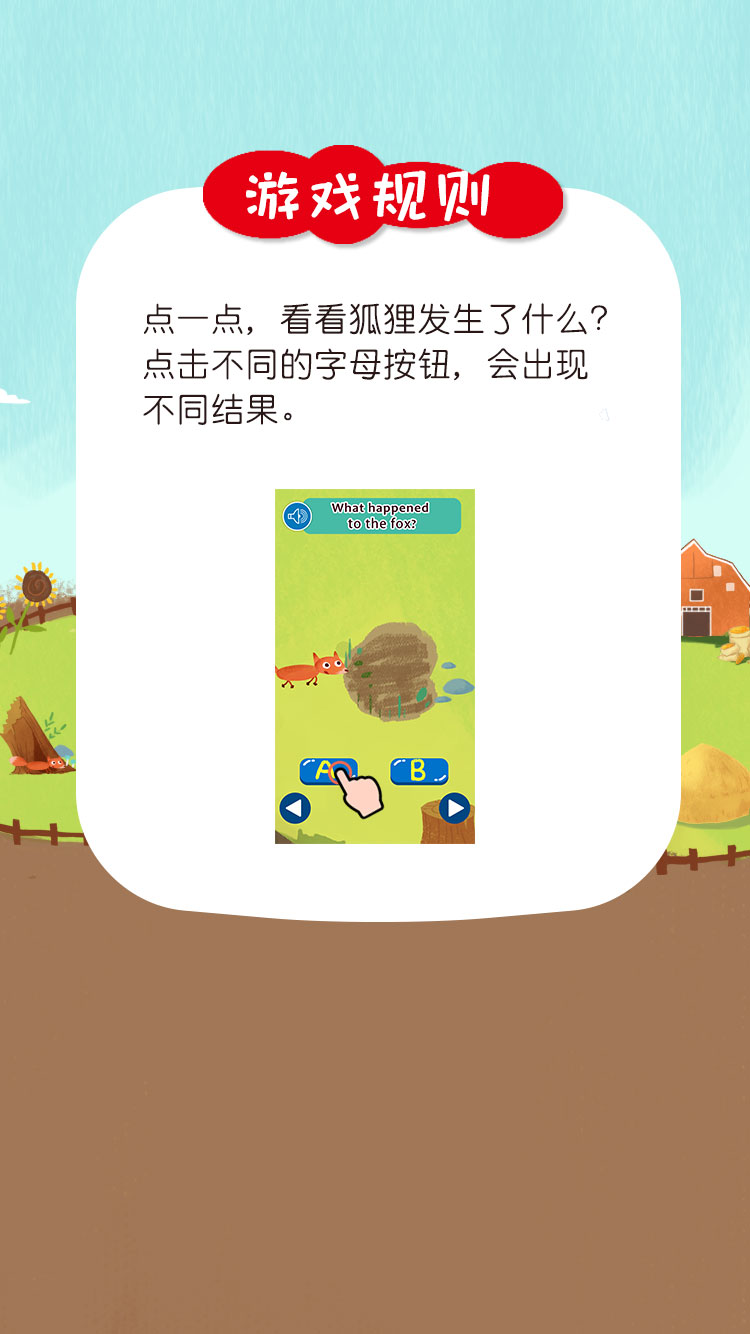 游戏规则
点一点，看看狐狸发生了什么？
点击不同的字母按钮，会出现
不同结果。
What happened
to the fox?
A
B